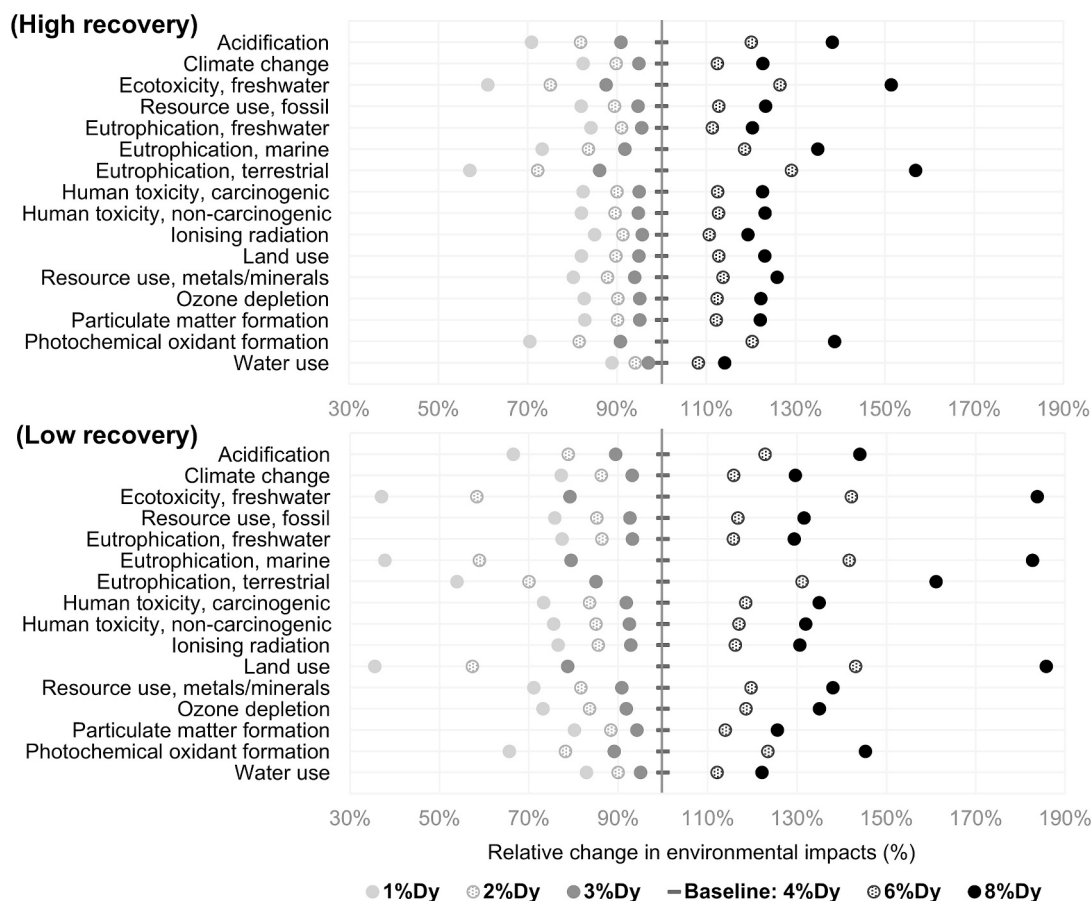 (High recovery)
Acidification
Climate change
Ecotoxicity, freshwater
Resource use, fossil
Eutrophication, freshwater
Eutrophication, marine
Eutrophication, terrestrial
Human toxicity, carcinogenic
Human toxicity, non-carcinogenic
Ionising radiation
Land use
Resource use, metals/minerals
Ozone depletion
Particulate matter formation
Photochemical oxidant formation
Water use
30% 50% 70% 90% 110% 130% 150% 170% 190%
(Low recovery)
Acidification
Climate change
Ecotoxicity, freshwater
Resource use, fossil
Eutrophication, freshwater
Eutrophication, marine
Eutrophication, terrestrial
Human toxicity, carcinogenic
Human toxicity, non-carcinogenic
Ionising radiation
Land use
Resource use, metals/minerals
Ozone depletion
Particulate matter formation
Photochemical oxidant formation
Water use
30% 50% 70% 90% 110% 130% 150% 170% 190%
Relative change in environmental impacts (%)
1%Dy 2%Dy 3%Dy Baseline: 4%Dy 6%Dy 8%Dy